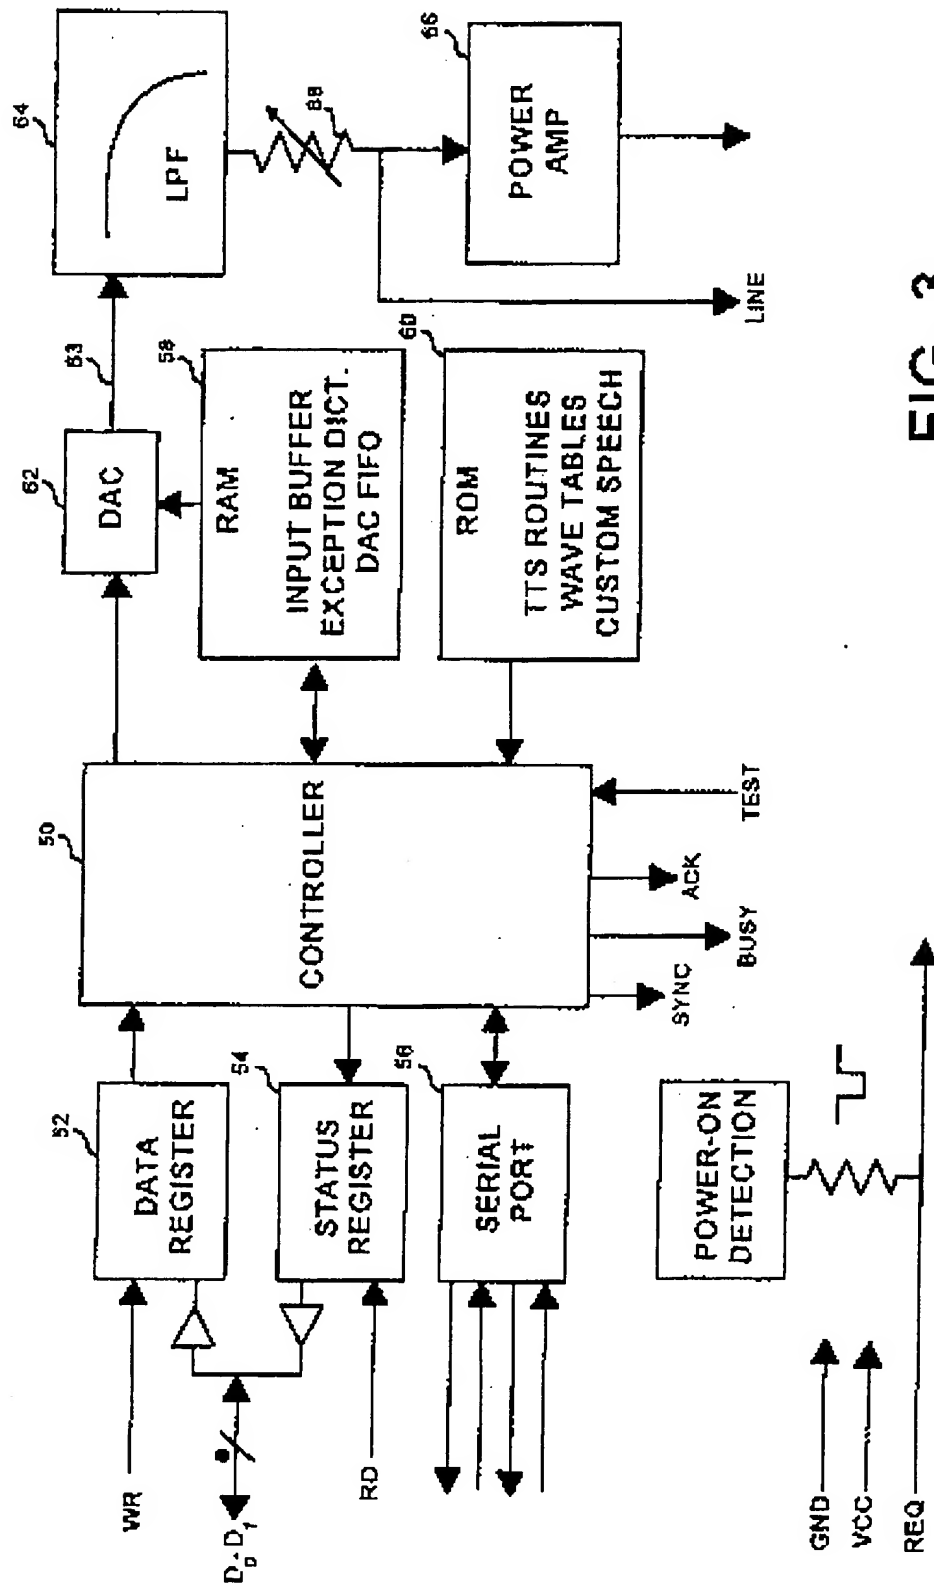 64
LPF
63
62
DAC
68
66
POWER
AMP
LINE
58
RAM
INPUT BUFFER
EXCEPTION DICT.
DAC FIFO
60
ROM
TTS ROUTINES
WAVE TABLES
CUSTOM SPEECH
50
CONTROLLER
SYNC
BUSY
ACK
TEST
52
DATA
REGISTER
54
STATUS
REGISTER
56
SERIAL
PORT
WR
RD
POWER-ON
DETECTION
GND
VCC
REQ
FIG. 3